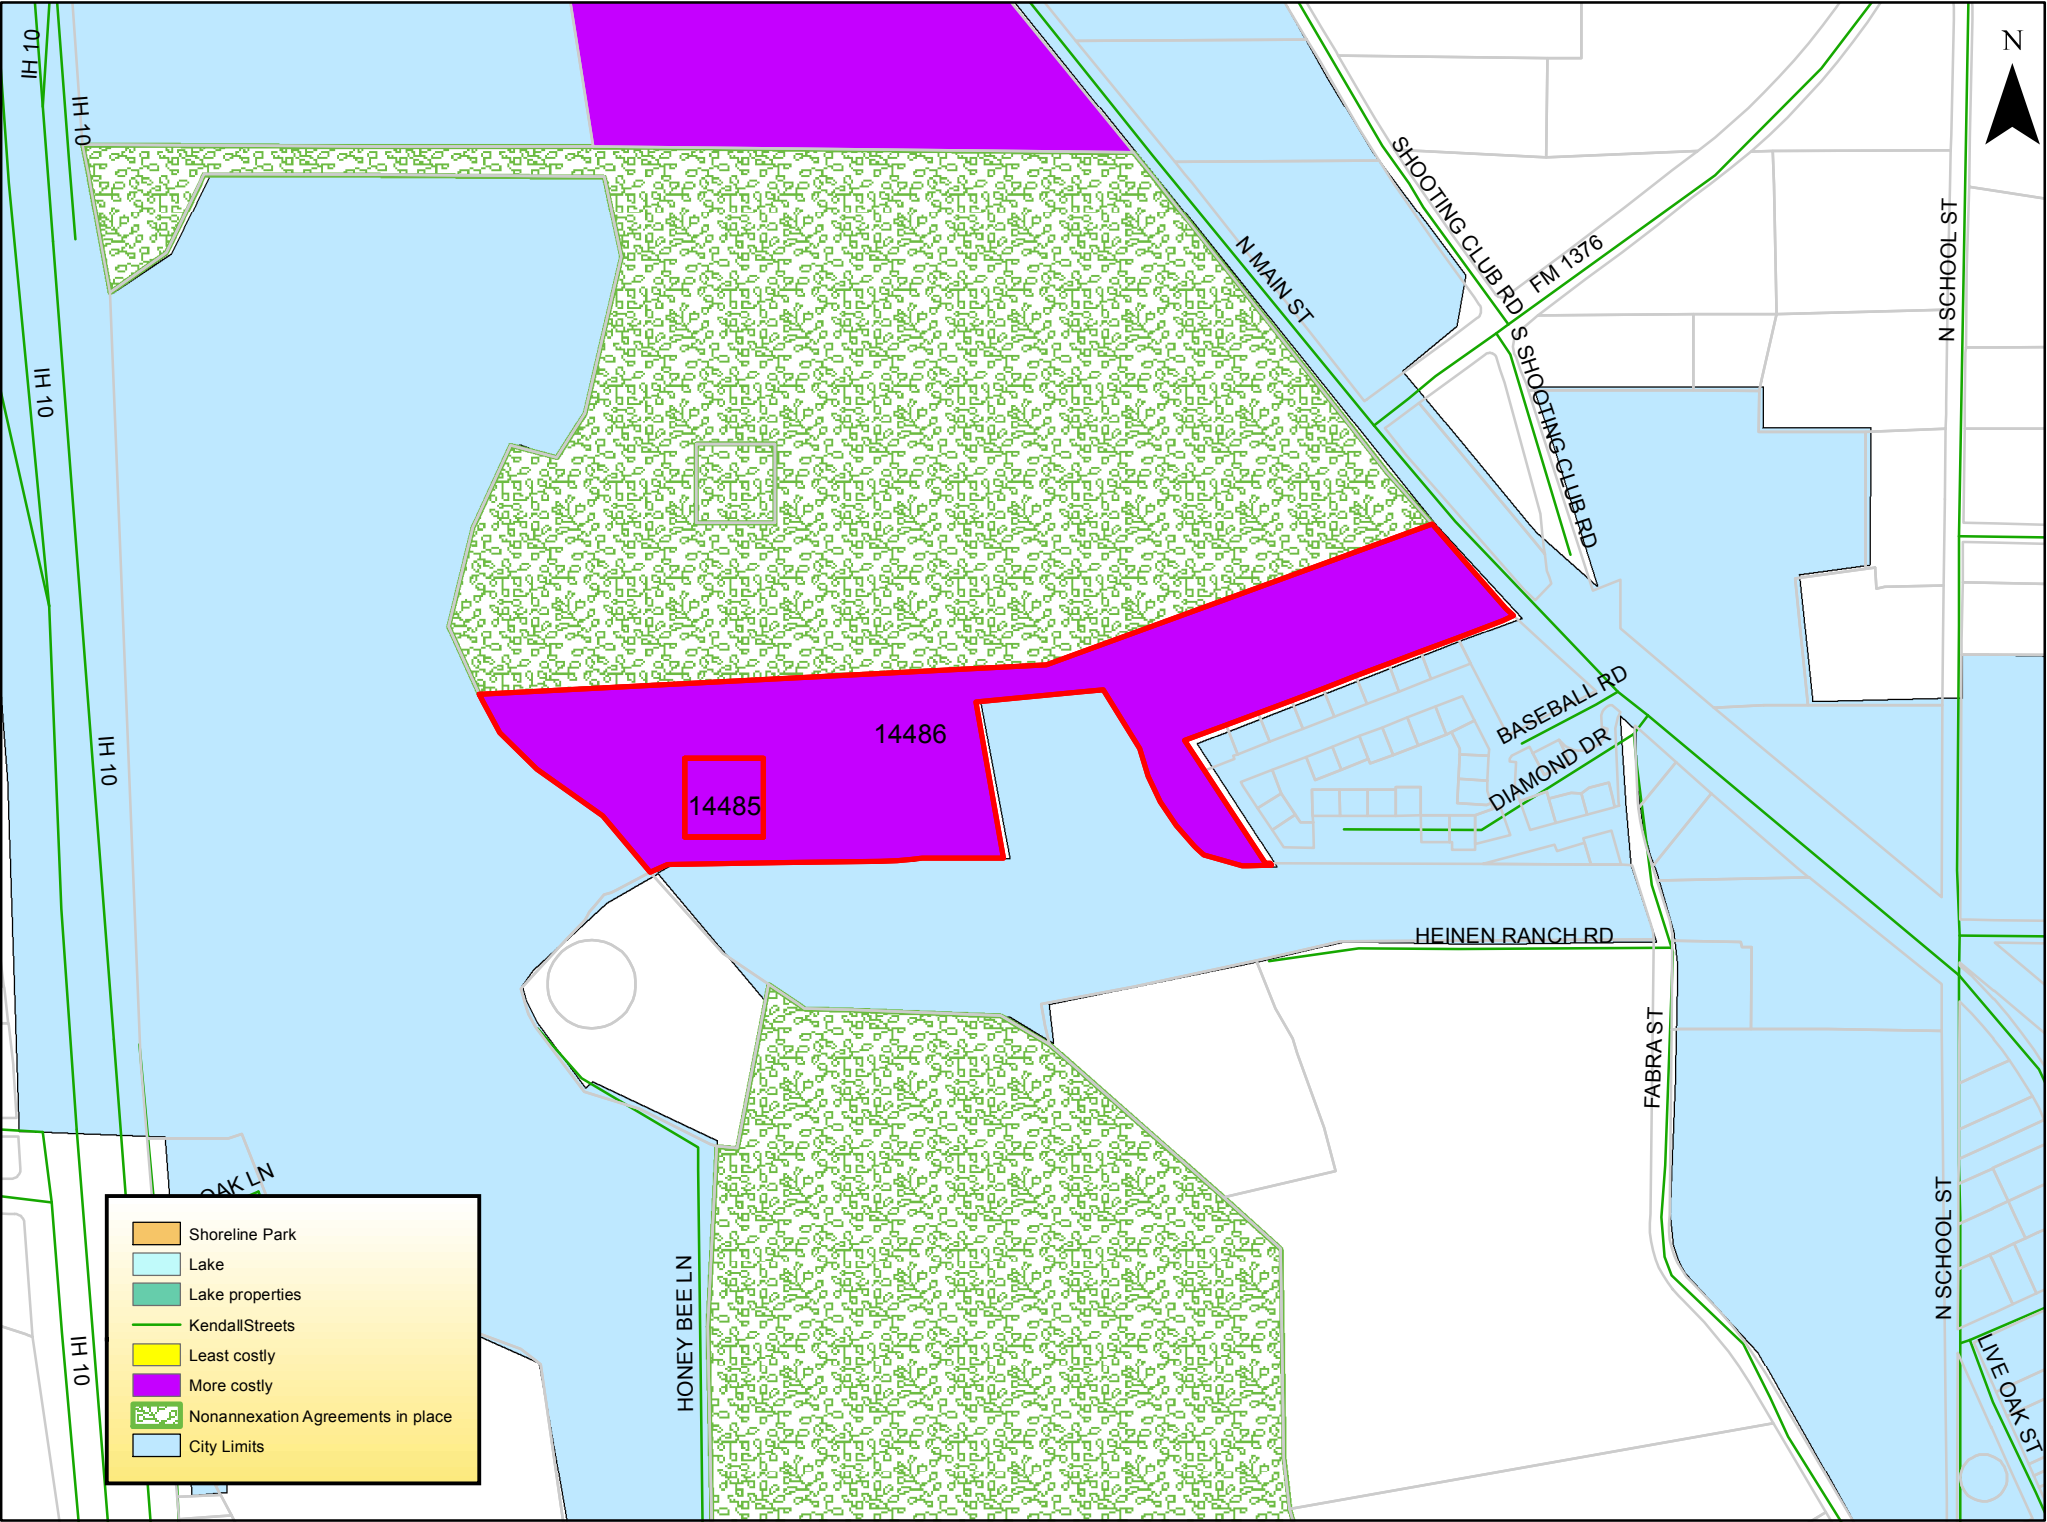 IH 10
IH 10
N
SHOOTING CLUB RD
FM 1376
N SCHOOL ST
N MAIN ST
S SHOOTING CLUB RD
IH 10
BASEBALL RD
14486
IH 10
DIAMOND DR
14485
HEINEN RANCH RD
FABRA ST
OAK LN
N SCHOOL ST
HONEY BEE LN
IH 10
LIVE OAK ST
Shoreline Park
Lake
Lake properties
KendallStreets
Least costly
More costly
Nonannexation Agreements in place
City Limits